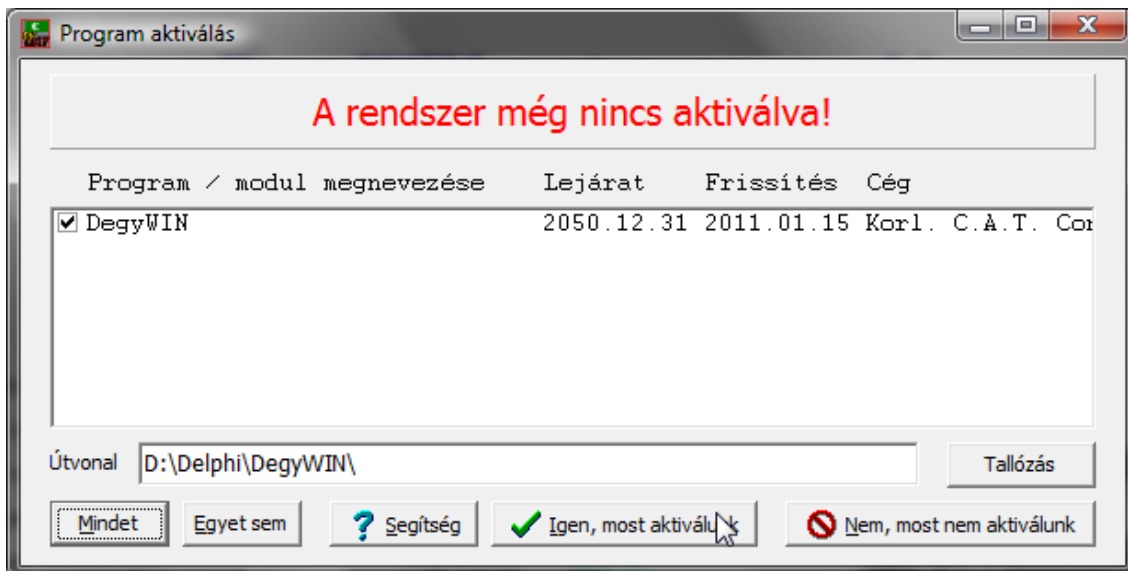 Program aktiválás
A rendszer még nincs aktiválva!
Program / modul megnevezése Lejárat Frissítés Cég
DegyWIN 2050.12.31 2011.01.15 Korl. C.A.T.
Útvonal D:\Delphi\DegyWIN\ Tallózás
Mindet Egyet sem ? Segítség Igen, most aktiválunk Nem, most nem aktiválunk